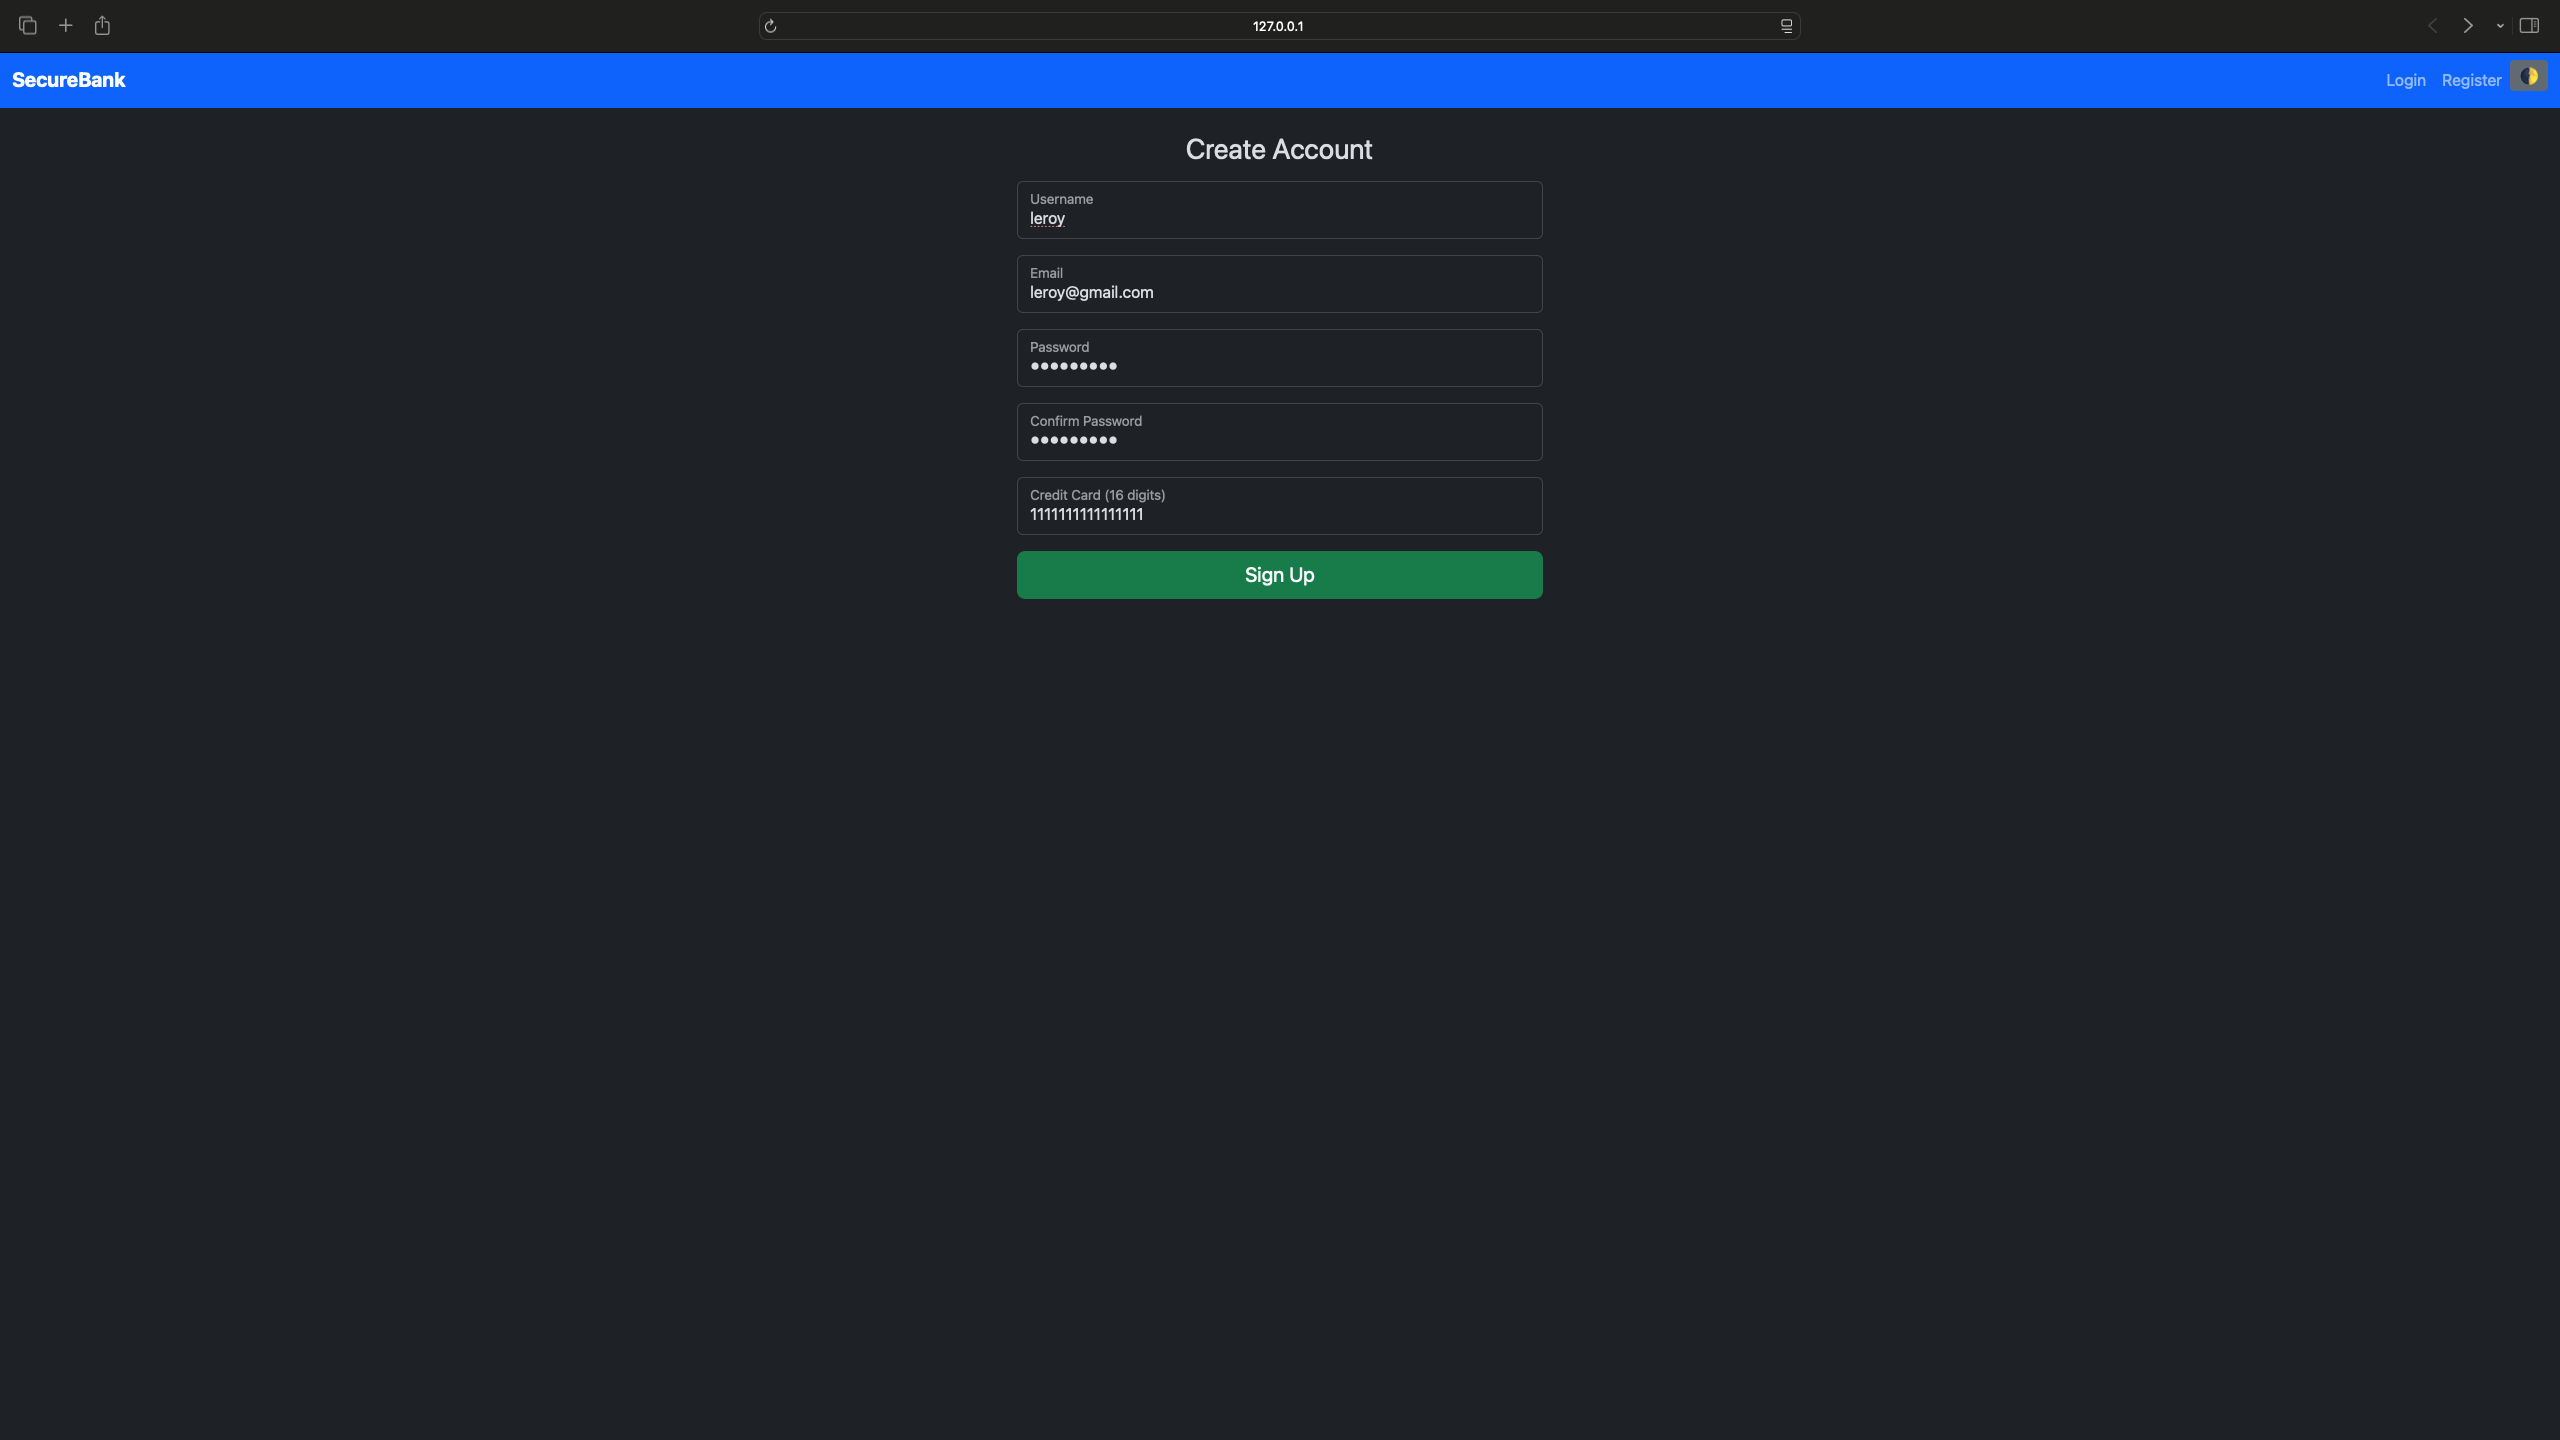 127.0.0.1
SecureBank
Login Register
Create Account
Username
leroy
Email
leroy@gmail.com
Password
Confirm Password
Credit Card (16 digits)
1111111111111111
Sign Up